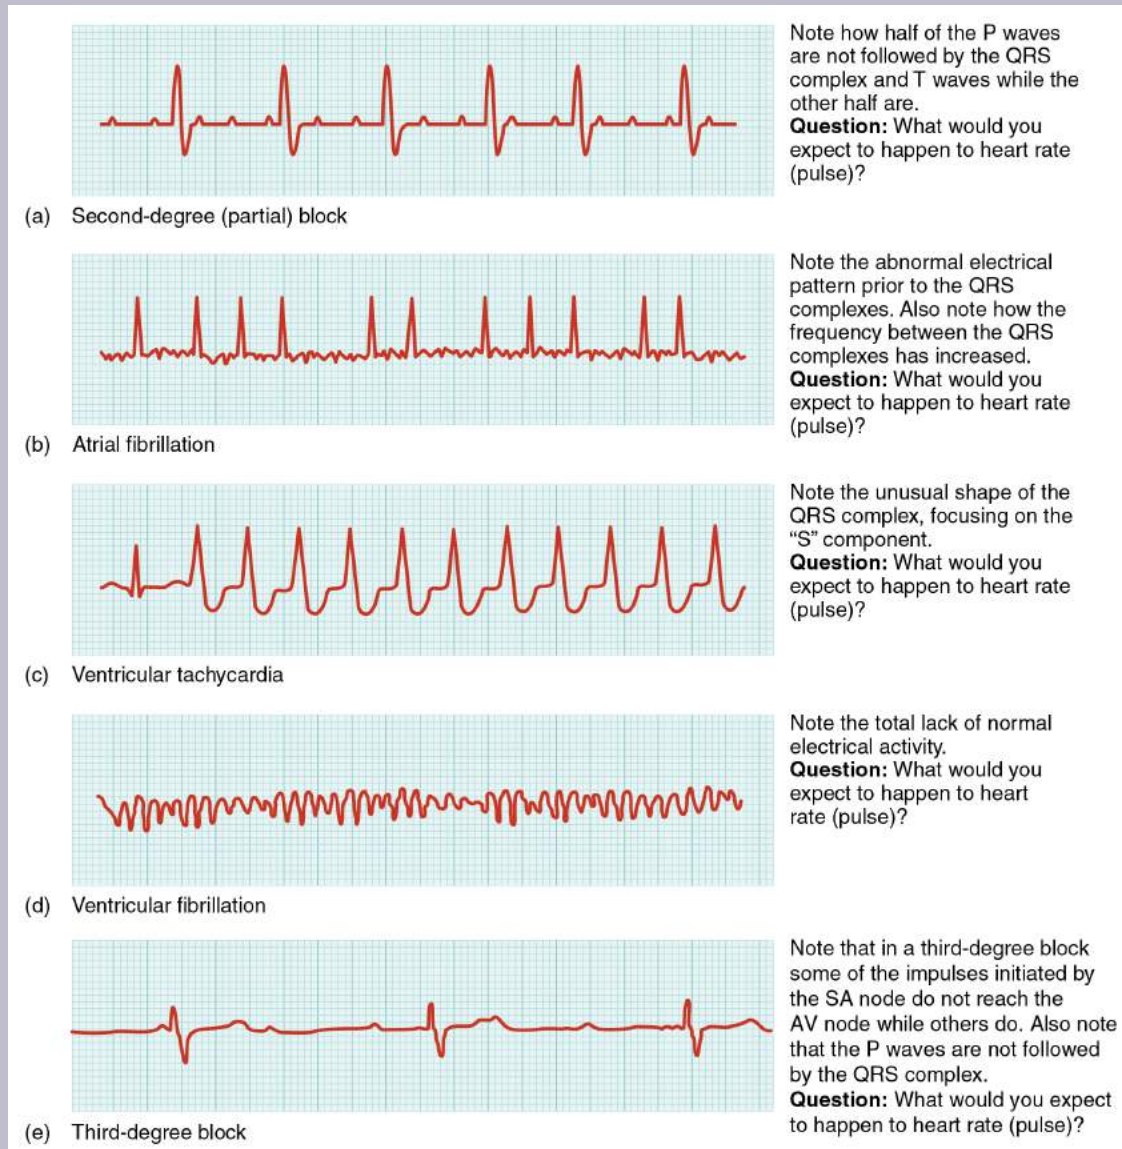 Note how half of the P waves
are not followed by the QRS
complex and T waves while the
other half are.
Question: What would you
expect to happen to heart rate
(pulse)?
(a) Second-degree (partial) block
Note the abnormal electrical
pattern prior to the QRS
complexes. Also note how the
frequency between the QRS
complexes has increased.
Question: What would you
expect to happen to heart rate
(pulse)?
(b) Atrial fibrillation
Note the unusual shape of the
QRS complex, focusing on the
“S” component.
Question: What would you
expect to happen to heart rate
(pulse)?
(c) Ventricular tachycardia
Note the total lack of normal
electrical activity.
Question: What would you
expect to happen to heart
rate (pulse)?
(d) Ventricular fibrillation
Note that in a third-degree block
some of the impulses initiated by
the SA node do not reach the
AV node while others do. Also note
that the P waves are not followed
by the QRS complex.
Question: What would you expect
to happen to heart rate (pulse)?
(e) Third-degree block